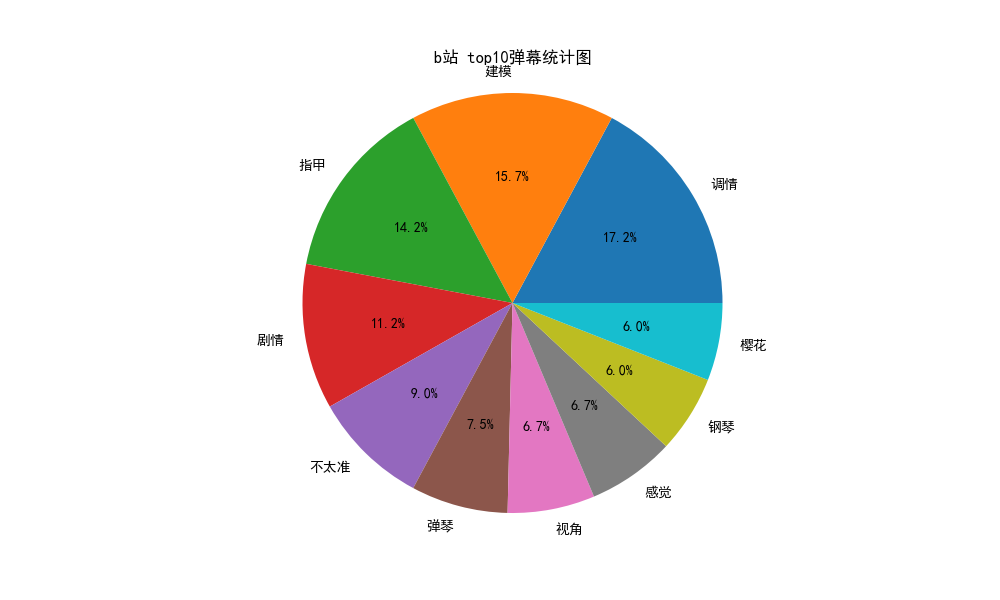 b站 top10弹幕统计图
建模
指甲
调情
15.7%
14.2%
17.2%
剧情
11.2%
6.0%
樱花
9.0%
6.7%
6.0%
7.5%
6.7%
不太准
钢琴
弹琴
视角
感觉